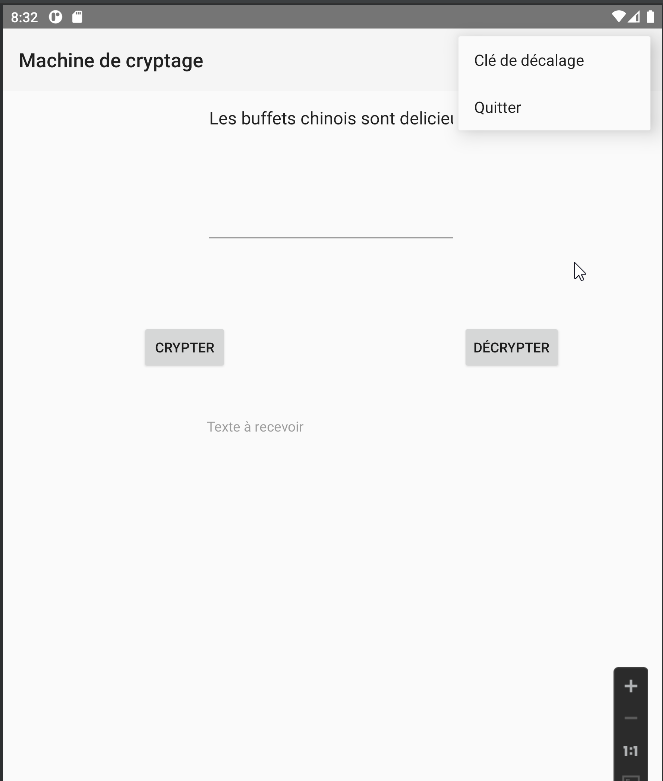 8:32
Machine de cryptage
Clé de décalage
Quitter
Les buffets chinois sont
CRYPTER
DÉCRYPTER
Texte à recevoir
1:1